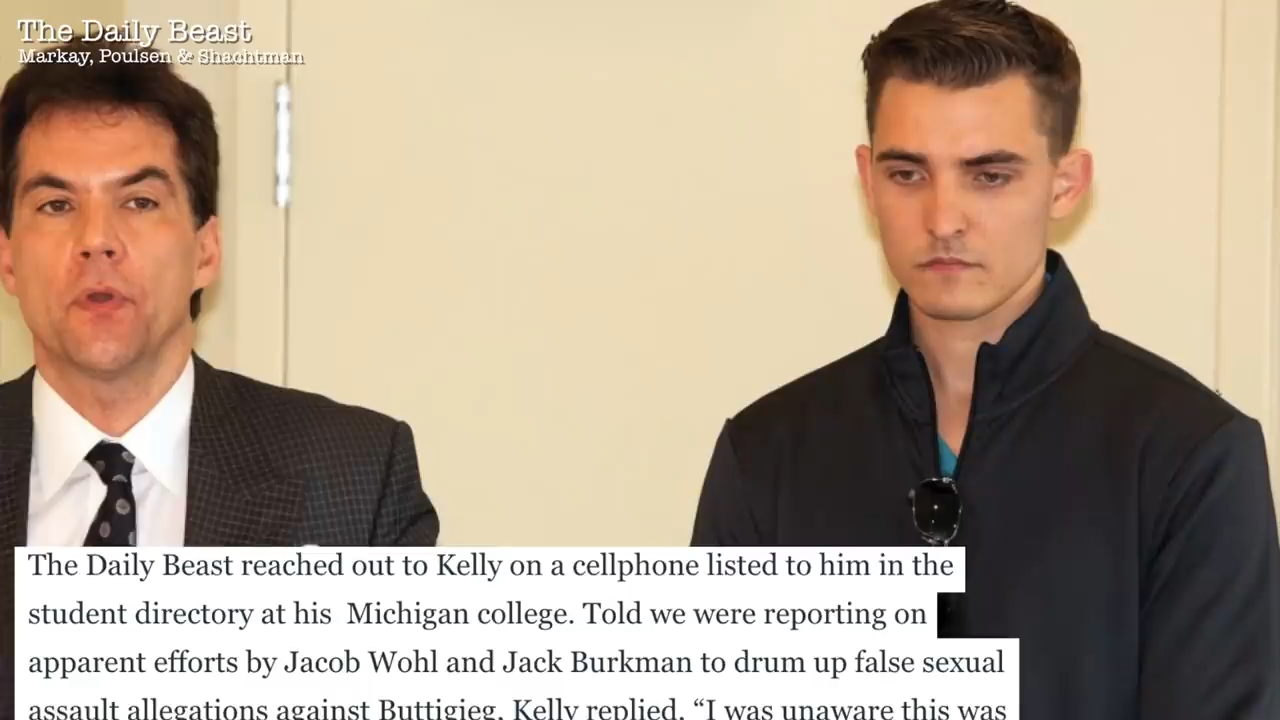 The Daily Beast
Markay, Poulsen & Shachtman
The Daily Beast reached out to Kelly on a cellphone listed to him in the
student directory at his Michigan college. Told we were reporting on
apparent efforts by Jacob Wohl and Jack Burkman to drum up false sexual
assault allegations against Buttigieg, Kelly replied, “I was unaware this was